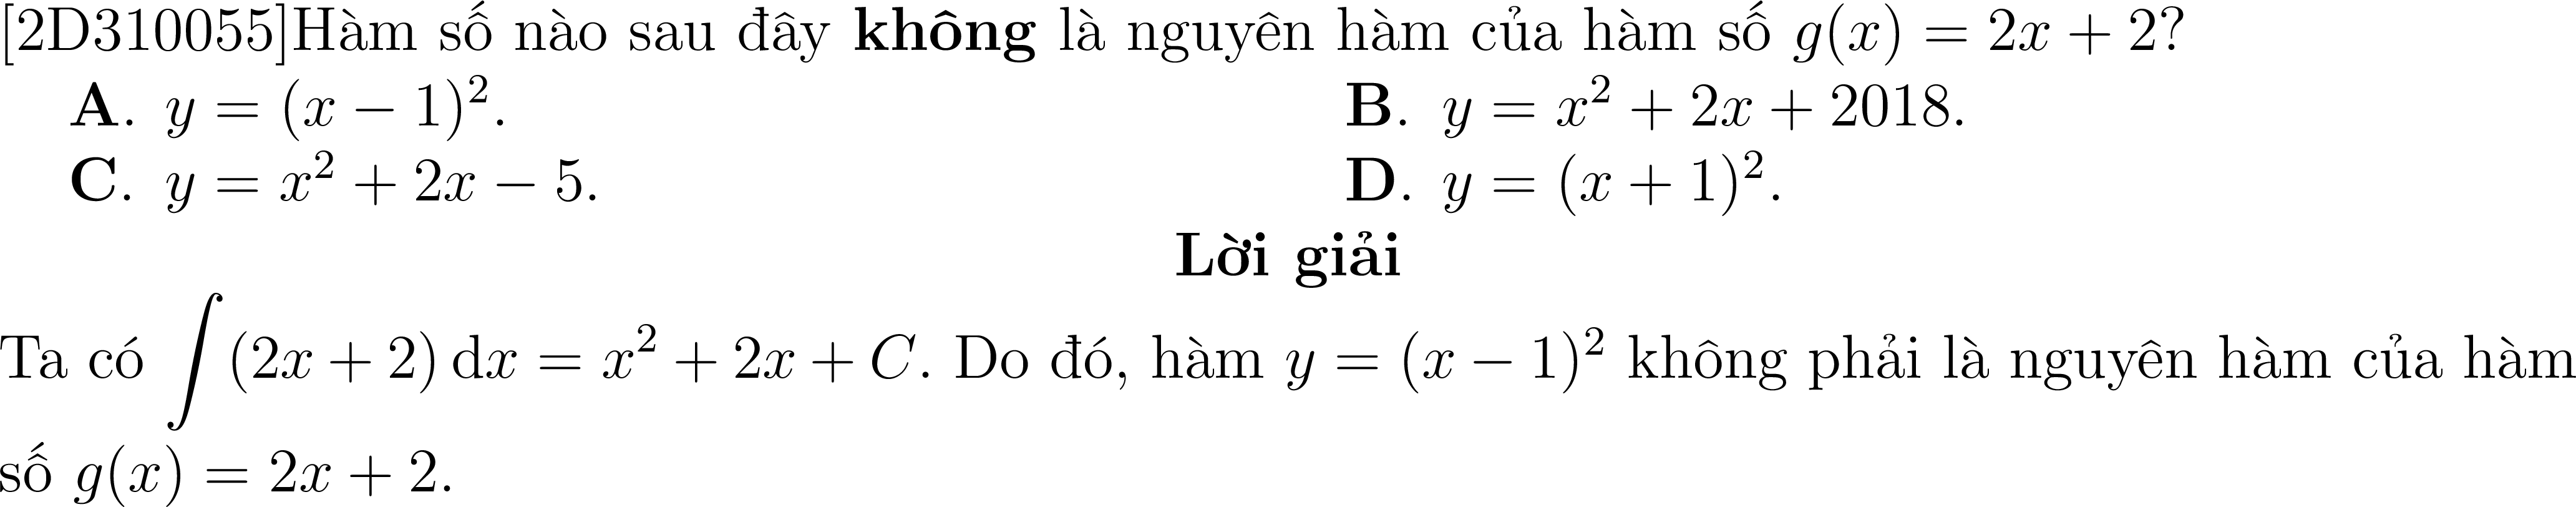 [2D310055]Hàm số nào sau đây không là nguyên hàm của hàm số g(x) = 2x + 2?
A. y = (x − 1)². B. y = x² + 2x + 2018.
C. y = x² + 2x − 5. D. y = (x + 1)².
Lời giải
Ta có ∫(2x + 2) dx = x² + 2x + C. Do đó, hàm y = (x − 1)² không phải là nguyên hàm của hàm
số g(x) = 2x + 2.